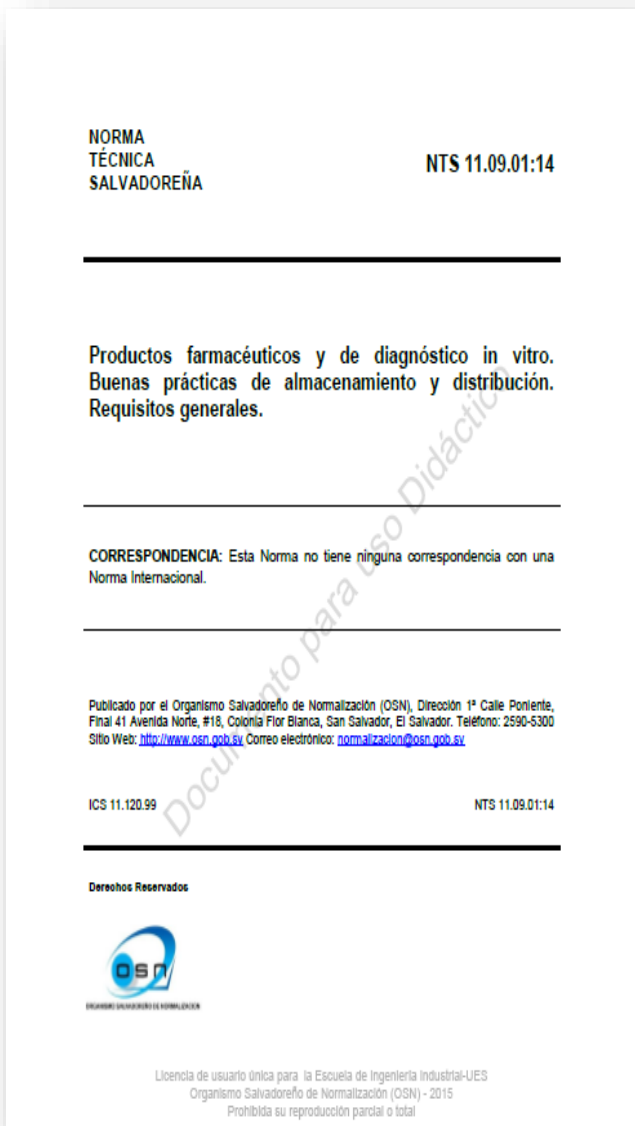 NORMA
TÉCNICA
SALVADOREÑA
NTS 11.09.01:14
Productos farmacéuticos y de diagnóstico in vitro.
Buenas prácticas de almacenamiento y distribución.
Requisitos generales.
CORRESPONDENCIA: Esta Norma no tiene ninguna correspondencia con una
Norma Internacional.
Publicado por el Organismo Salvadoreño de Normalización (OSN), Dirección 1ª Calle Poniente,
Final 41 Avenida Norte, #18, Colonia Flor Blanca, San Salvador, El Salvador. Teléfono: 2590-5300
Sitio Web: http://www.osn.gob.sv Correo electrónico: normalizacion@osn.gob.sv
ICS 11.120.99
NTS 11.09.01:14
Derechos Reservados
OSN
ORGANISMO SALVADOREÑO DE NORMALIZACION
Documento para uso Didáctico
Licencia de usuario única para la Escuela de Ingeniería Industrial-UES
Organismo Salvadoreño de Normalización (OSN) - 2015
Prohibida su reproducción parcial o total